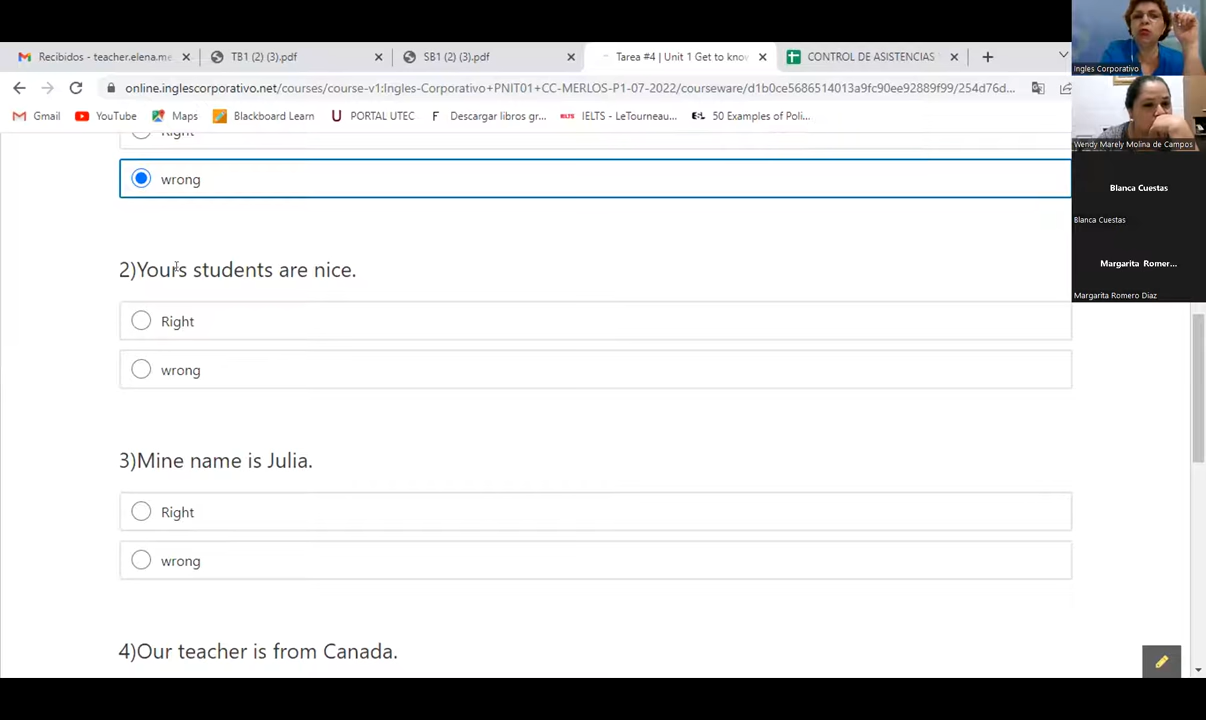 Recibidos - teacher.elena.me
TB1 (2) (3).pdf
SB1 (2) (3).pdf
Tarea #4 | Unit 1 Get to know
CONTROL DE ASISTENCIAS
online.inglescorporativo.net/courses/course-v1:Ingles-Corporativo+PNIT01+CC-MERLOS-P1-07-2022/courseware/d1b0ce5686514013a9fc90ee92889f99/254d76d...
Gmail
YouTube
Maps
Blackboard Learn
PORTAL UTEC
Descargar libros gr...
IELTS - LeTourneau...
50 Examples of Poli...
Ingles Corporativo
Wendy Marely Molina de Campos
Blanca Cuestas
Blanca Cuestas
Margarita Romer...
Margarita Romero Diaz
Right
wrong
2)Yours students are nice.
Right
wrong
3)Mine name is Julia.
Right
wrong
4)Our teacher is from Canada.